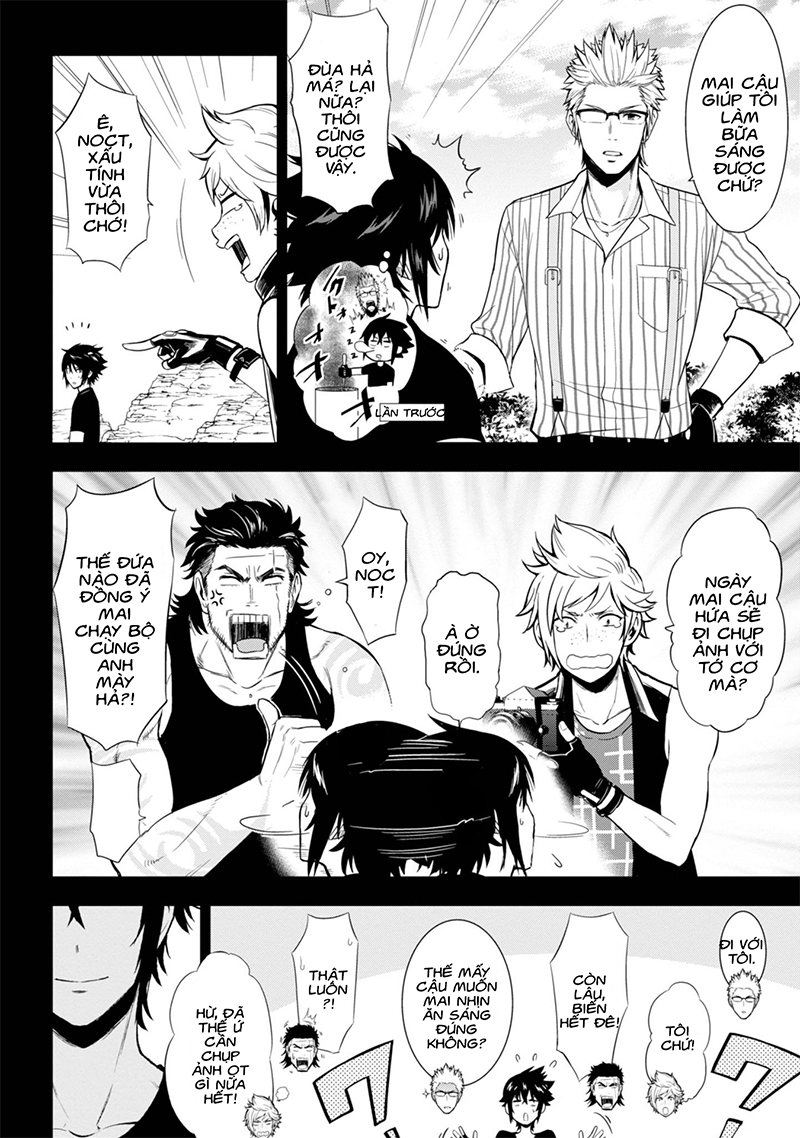 MAI CẬU
GIÚP TÔI
LÀM
BỮA
SÁNG
ĐƯỢC
CHỨ?
ĐÙA HẢ
MÁ? LẠI
NỮA?
THÔI
CŨNG
ĐƯỢC
VẬY.
LẦN TRƯỚC
Ê,
NOCT,
XẤU
TÍNH
VỪA
THÔI
CHỚ!
NGÀY
MAI CẬU
HỨA SẼ
ĐI CHỤP
ẢNH VỚI
TỚ CƠ
MÀ?
À Ờ
ĐÚNG
RỒI.
OY,
NOC
T!
THẾ ĐỨA
NÀO ĐÃ
ĐỒNG Ý
MAI
CHẠY BỘ
CÙNG
ANH
MÀY
HẢ?!
ĐI VỚI
TÔI.
TÔI
CHỨ!
CÒN
LÂU,
BIẾN
HẾT ĐÊ!
THẾ MẤY
CẬU MUỐN
MAI NHỊN
ĂN SÁNG
ĐÚNG
KHÔNG?
THẬT
LUÔN
?!
HỪ, ĐÃ
THẾ Ứ
CẦN
CHỤP
ẢNH ỌT
GÌ NỮA
HẾT!